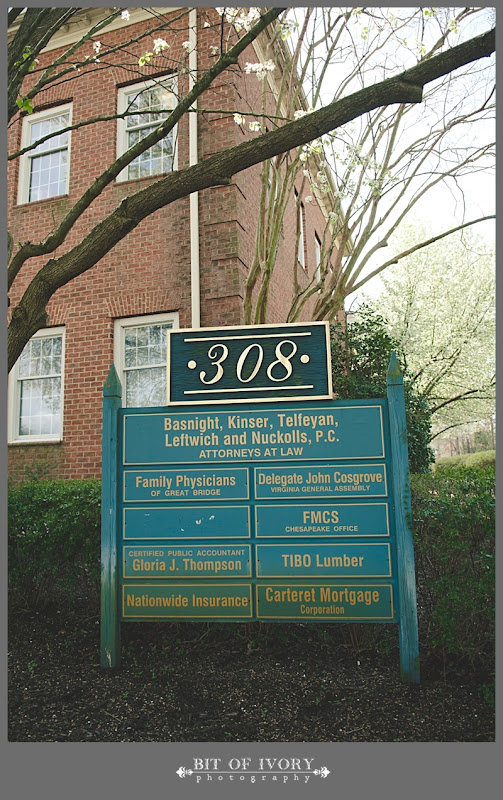 ·308·
Basnight, Kinser, Telfeyan,
Leftwich and Nuckolls, P.C.
ATTORNEYS AT LAW
Family Physicians
OF GREAT BRIDGE
Delegate John Cosgrove
VIRGINIA GENERAL ASSEMBLY
FMCS
CHESAPEAKE OFFICE
CERTIFIED PUBLIC ACCOUNTANT
Gloria J. Thompson
TIBO Lumber
Nationwide Insurance
Carteret Mortgage
Corporation
BIT OF IVORY
photography